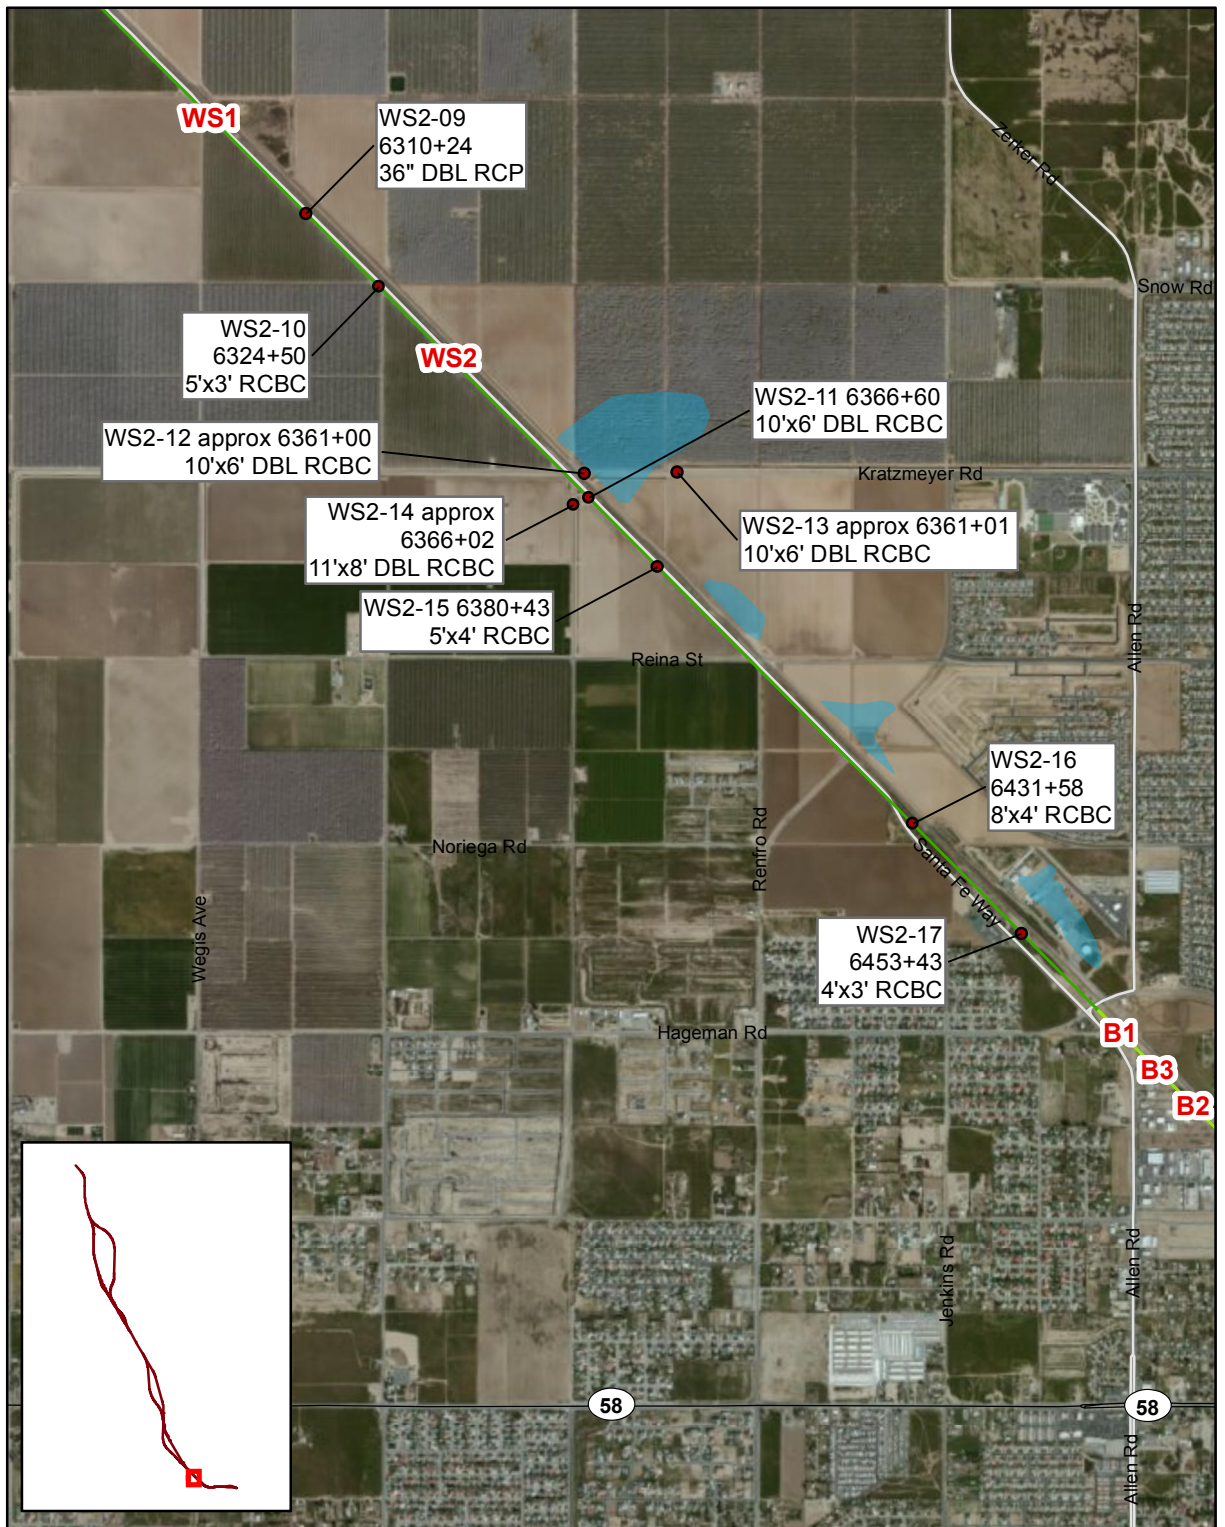 WS1
WS2-09
6310+24
36" DBL RCP
Zerker Rd
Snow Rd
WS2-10
6324+50
5'x3' RCBC
WS2
WS2-11 6366+60
10'x6' DBL RCBC
WS2-12 approx 6361+00
10'x6' DBL RCBC
Kratzmeyer Rd
WS2-14 approx
6366+02
11'x8' DBL RCBC
WS2-13 approx 6361+01
10'x6' DBL RCBC
WS2-15 6380+43
5'x4' RCBC
Allen Rd
Reina St
WS2-16
6431+58
8'x4' RCBC
Noriega Rd
Renfro Rd
Santa Fe Way
Wegis Ave
WS2-17
6453+43
4'x3' RCBC
Hageman Rd
B1
B3
B2
Jenkins Rd
Allen Rd
58
58
Allen Rd